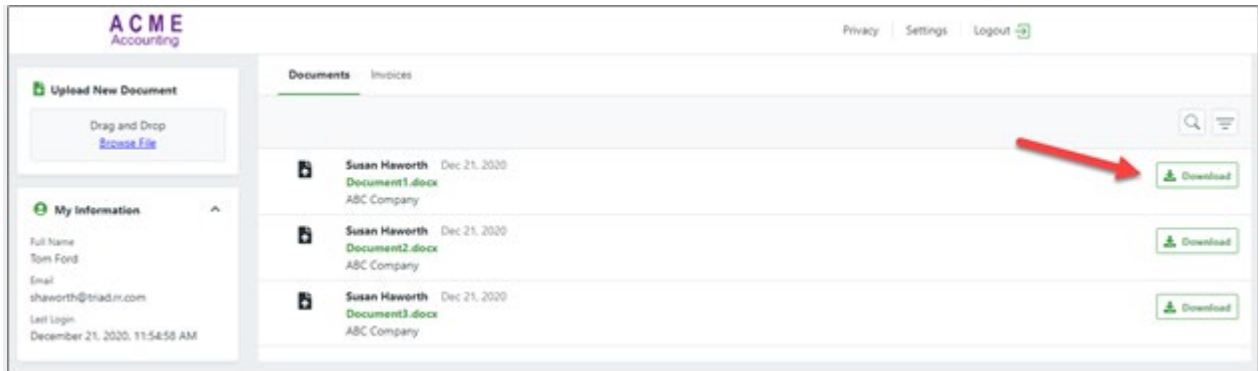 ACME
Accounting
Privacy Settings Logout
Upload New Document
Drag and Drop
Browse File
My Information
Full Name
Tom Ford
Email
shaworth@triad.rr.com
Last Login
December 21, 2020, 11:54:58 AM
Documents Invoices
Susan Haworth Dec 21, 2020
Document1.docx
ABC Company
Download
Susan Haworth Dec 21, 2020
Document2.docx
ABC Company
Download
Susan Haworth Dec 21, 2020
Document3.docx
ABC Company
Download